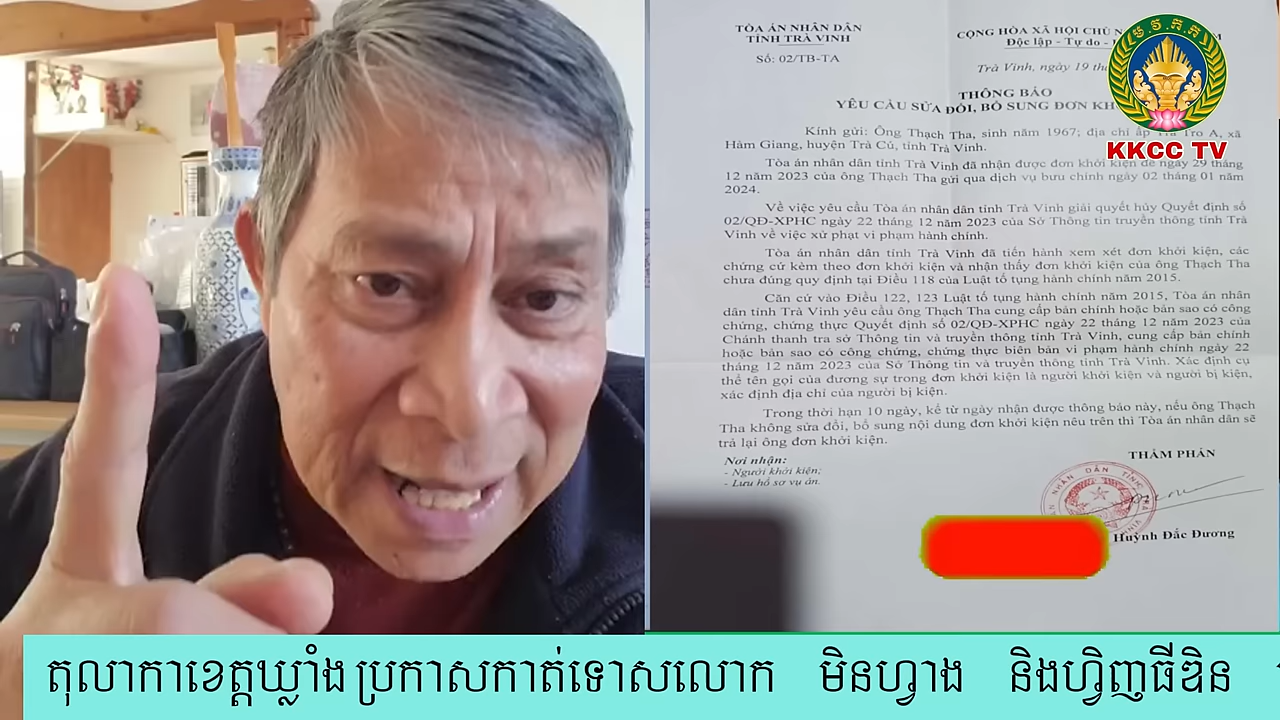 TÒA ÁN NHÂN DÂN
TỈNH TRÀ VINH
Số: 02/TB-TA
CỘNG HÒA XÃ HỘI CHỦ
Độc lập - Tự do -
Trà Vinh, ngày 19
THÔNG BÁO
YÊU CẦU SỬA ĐỔI, BỔ SUNG ĐƠN
Kính gửi: Ông Thạch Tha, sinh năm 1967; địa chỉ ấp Trà Tro A, xã
Hàm Giang, huyện Trà Cú, tỉnh Trà Vinh.
Tòa án nhân dân tỉnh Trà Vinh đã nhận được đơn khởi kiện đề ngày 29 tháng
12 năm 2023 của ông Thạch Tha gửi qua dịch vụ bưu chính ngày 02 tháng 01 năm
2024.
Về việc yêu cầu Tòa án nhân dân tỉnh Trà Vinh giải quyết hủy Quyết định số
02/QĐ-XPHC ngày 22 tháng 12 năm 2023 của Sở Thông tin truyền thông tỉnh Trà
Vinh về việc xử phạt vi phạm hành chính.
Tòa án nhân dân tỉnh Trà Vinh đã tiến hành xem xét đơn khởi kiện, các
chứng cứ kèm theo đơn khởi kiện và nhận thấy đơn khởi kiện của ông Thạch Tha
chưa đúng quy định tại Điều 118 của Luật tố tụng hành chính năm 2015.
Căn cứ vào Điều 122, 123 Luật tố tụng hành chính năm 2015, Tòa án nhân
dân tỉnh Trà Vinh yêu cầu ông Thạch Tha cung cấp bản chính hoặc bản sao có công
chứng, chứng thực Quyết định số 02/QĐ-XPHC ngày 22 tháng 12 năm 2023 của
Chánh thanh tra sở Thông tin và truyền thông tỉnh Trà Vinh, cung cấp bản chính
hoặc bản sao có công chứng, chứng thực biên bản vi phạm hành chính ngày 22
tháng 12 năm 2023 của Sở Thông tin và truyền thông tỉnh Trà Vinh. Xác định cụ
thể tên gọi của đương sự trong đơn khởi kiện là người khởi kiện và người bị kiện,
xác định địa chỉ của người bị kiện.
Trong thời hạn 10 ngày, kể từ ngày nhận được thông báo này, nếu ông Thạch
Tha không sửa đổi, bổ sung nội dung đơn khởi kiện nêu trên thì Tòa án nhân dân sẽ
trả lại ông đơn khởi kiện.
Nơi nhận:
- Người khởi kiện;
- Lưu hồ sơ vụ án.
THẨM PHÁN
Huỳnh Đắc Dương
KKCC TV
តុលាកាខេត្តឃ្លាំង ប្រកាសកាត់ទោសលោក មិនហ្វាង និងហ្វិញធីឌិន